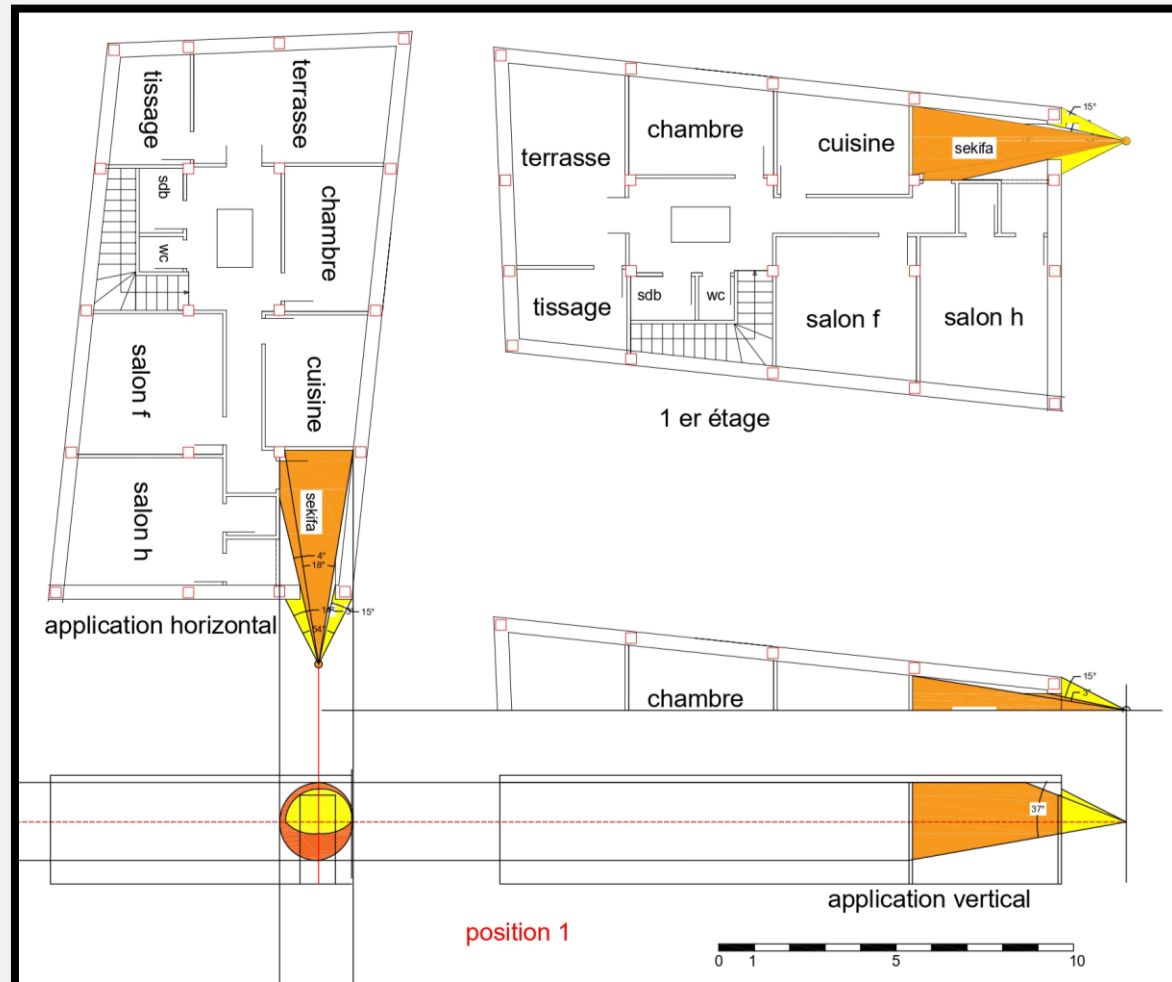 tissage
terrasse
sdb
wc
chambre
salon f
cuisine
salon h
sekifa
4°
18°
3°
15°
54°
application horizontal
terrasse
chambre
cuisine
sekifa
15°
tissage
sdb
wc
salon f
salon h
1 er étage
chambre
15°
3°
37°
application vertical
position 1
0 1 5 10